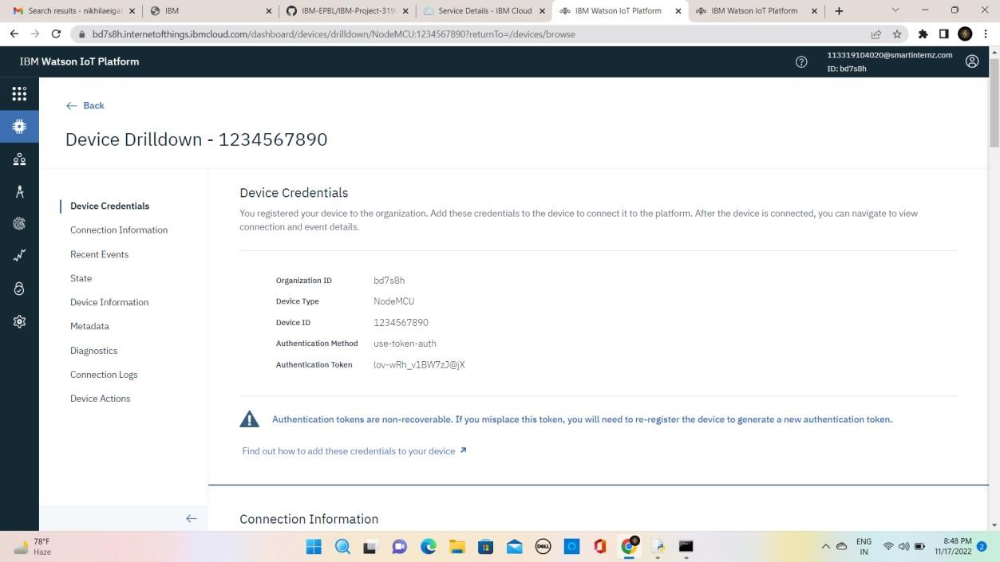 Search results - nikhilaeigat
IBM
IBM-EPBL/IBM-Project-3190
Service Details - IBM Cloud
IBM Watson IoT Platform
IBM Watson IoT Platform
bd7s8h.internetofthings.ibmcloud.com/dashboard/devices/drilldown/NodeMCU:1234567890?returnTo=/devices/browse
IBM Watson IoT Platform
113319104020@smartinternz.com
ID: bd7s8h
Back
Device Drilldown - 1234567890
Device Credentials
Connection Information
Recent Events
State
Device Information
Metadata
Diagnostics
Connection Logs
Device Actions
Device Credentials
You registered your device to the organization. Add these credentials to the device to connect it to the platform. After the device is connected, you can navigate to view
connection and event details.
Organization ID bd7s8h
Device Type NodeMCU
Device ID 1234567890
Authentication Method use-token-auth
Authentication Token lov-wRh_v1BW7zJ@jX
Authentication tokens are non-recoverable. If you misplace this token, you will need to re-register the device to generate a new authentication token.
Find out how to add these credentials to your device
Connection Information
78°F
Haze
DELL
ENG
IN
8:48 PM
11/17/2022
2